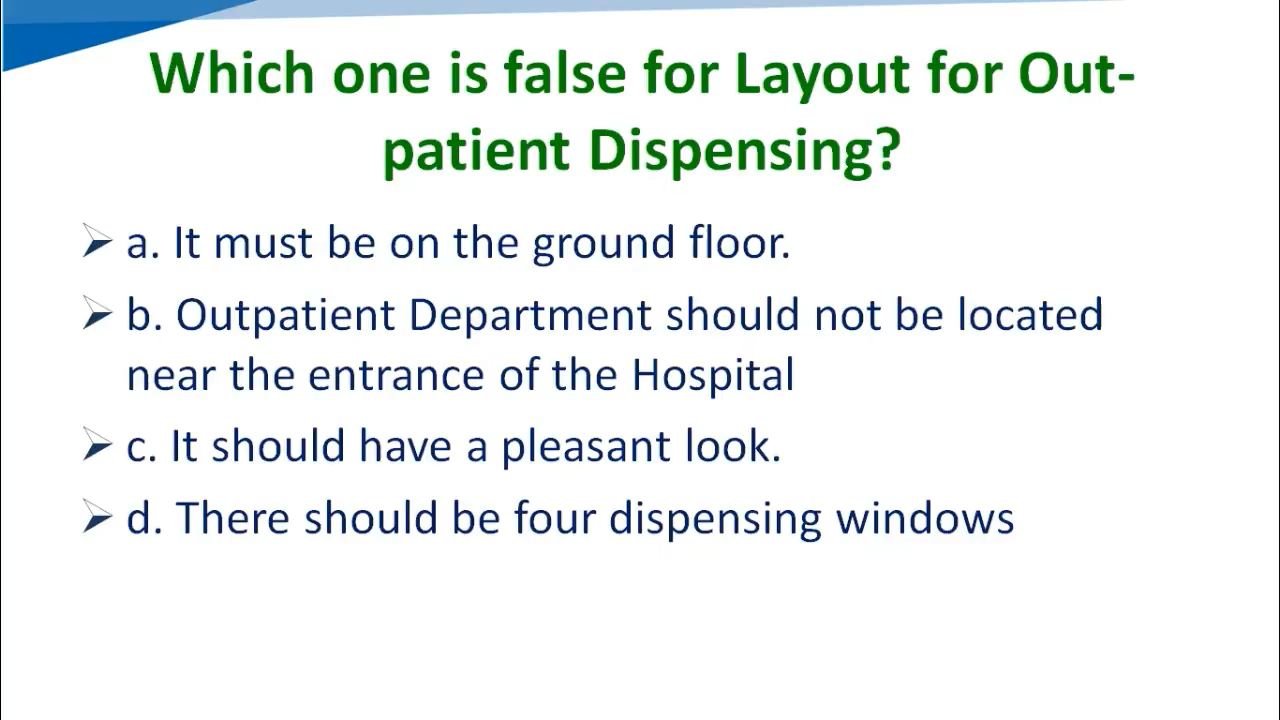 Which one is false for Layout for Out-
patient Dispensing?
a. It must be on the ground floor.
b. Outpatient Department should not be located
near the entrance of the Hospital
c. It should have a pleasant look.
d. There should be four dispensing windows